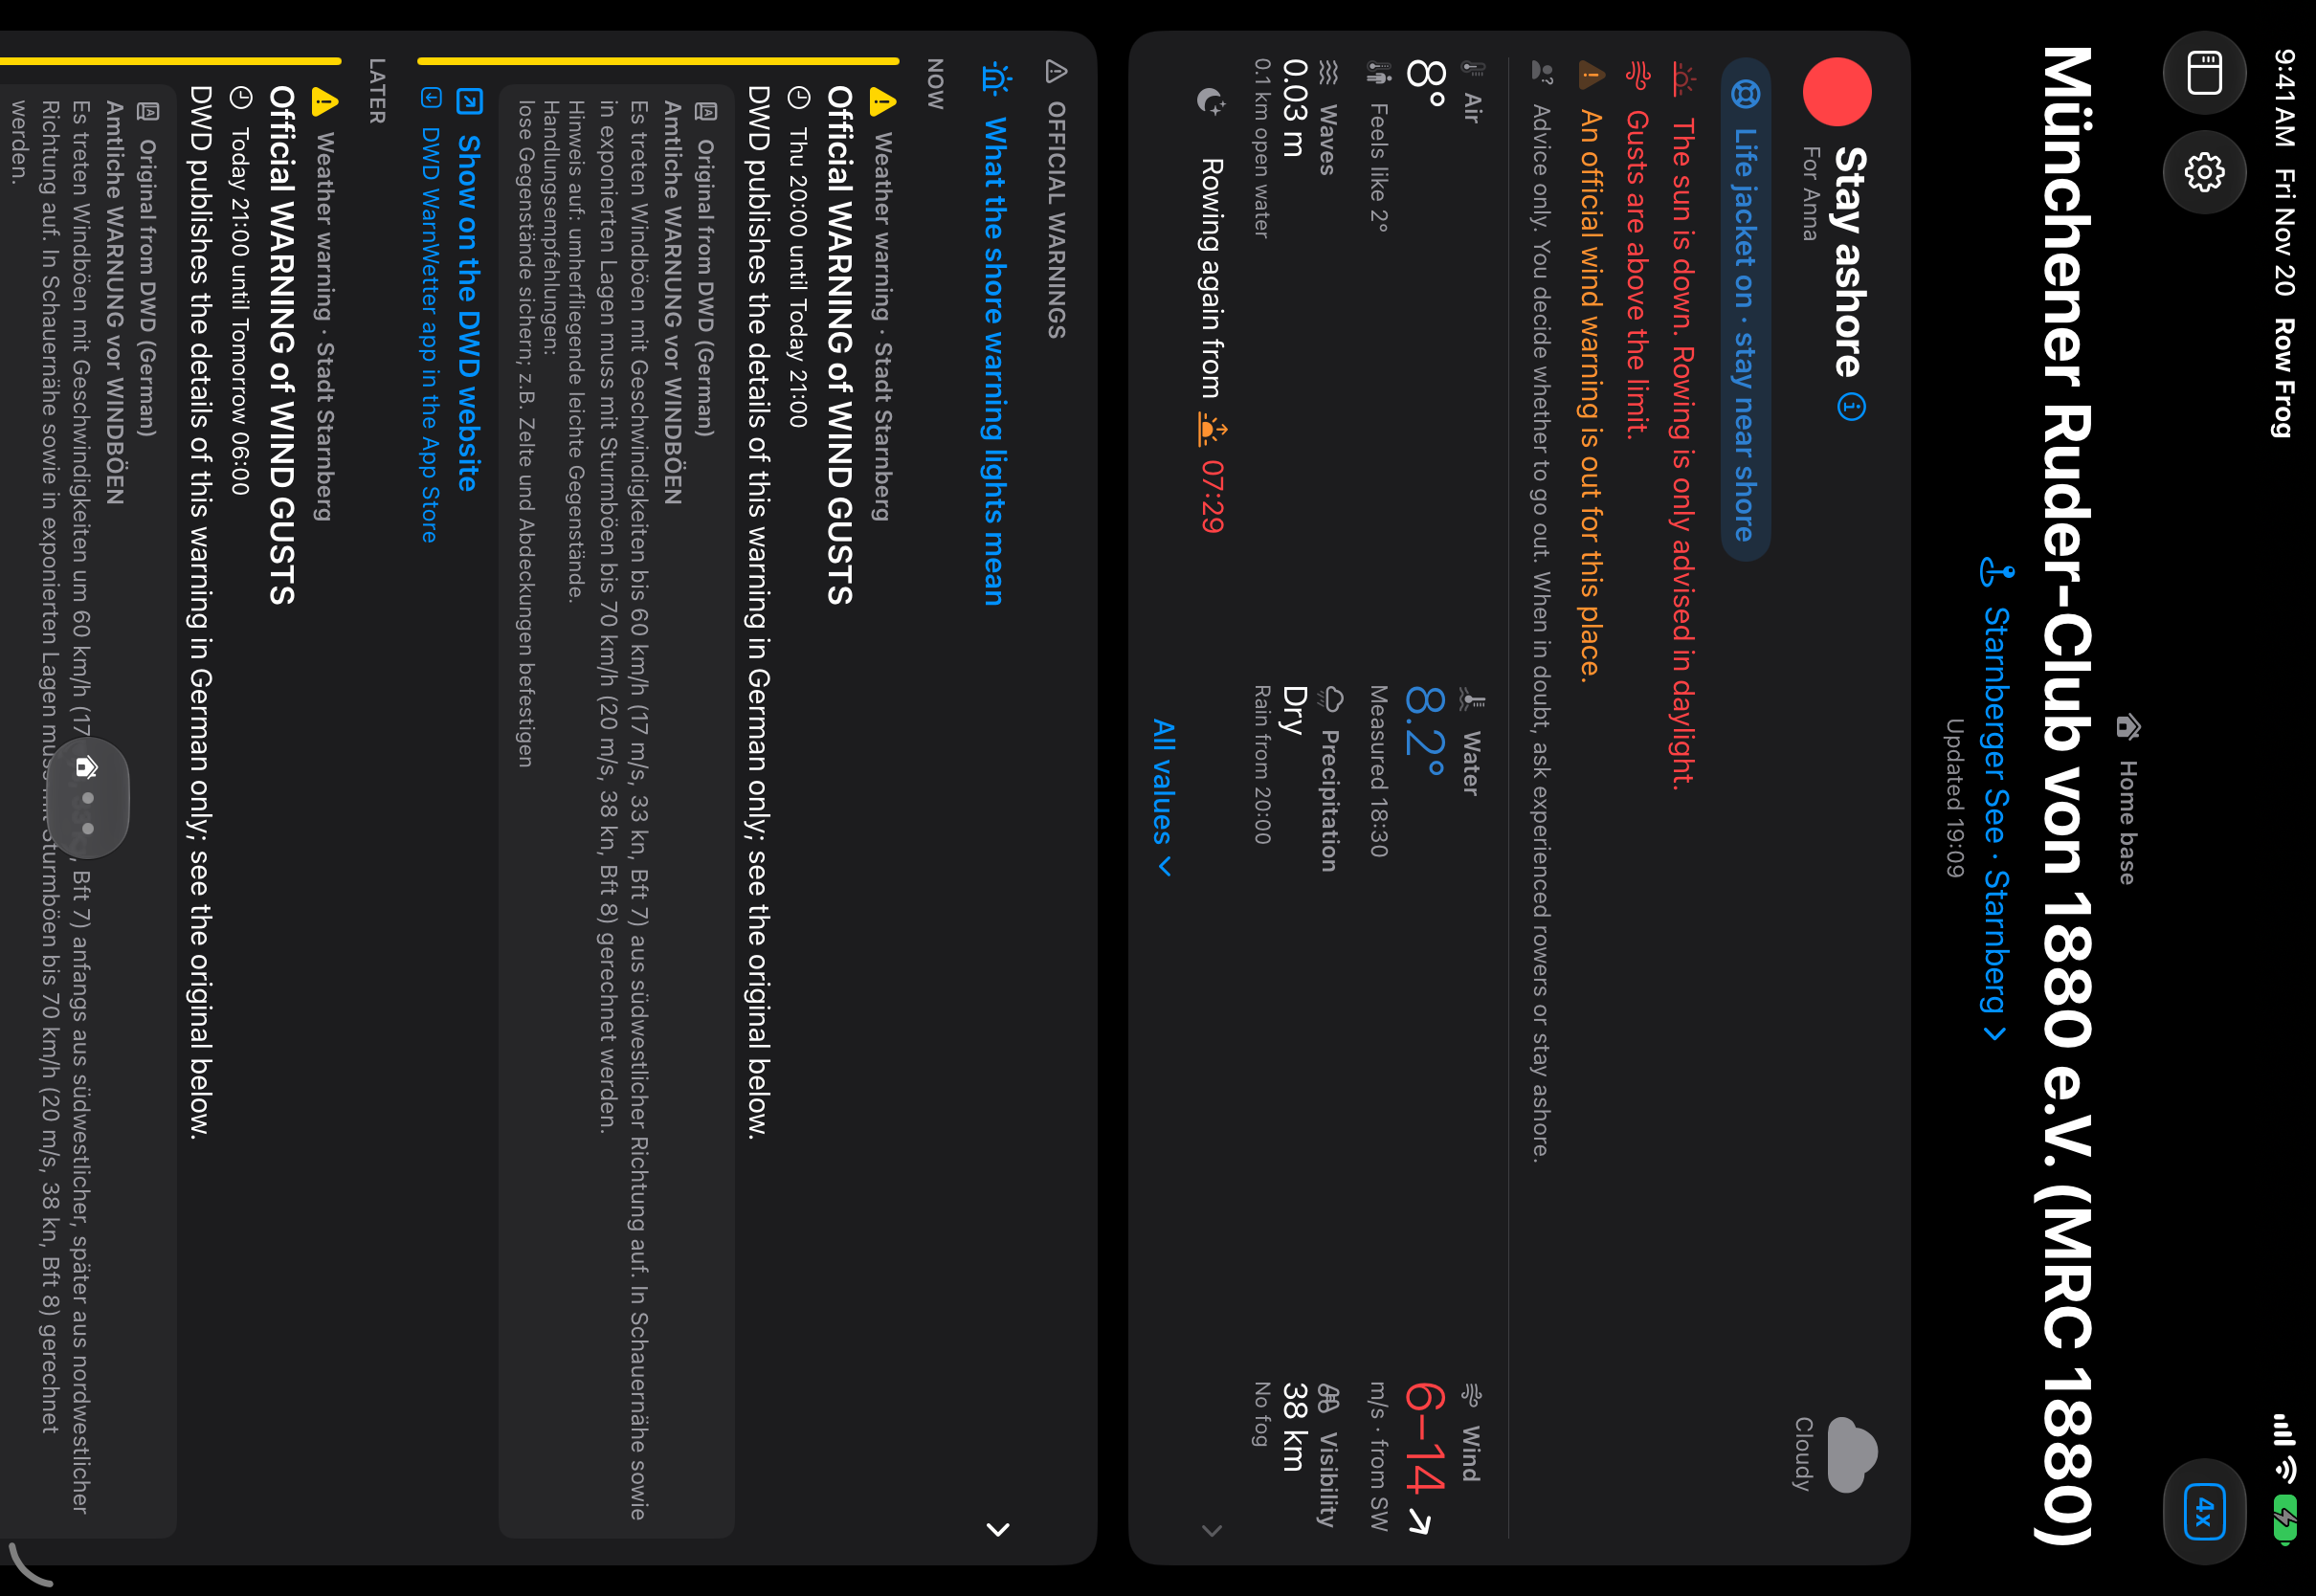 9:41 AM Fri Nov 20 Row Frog
4x
Home base
Münchener Ruder-Club von 1880 e.V. (MRC 1880)
Starnberger See · Starnberg
Updated 19:09
Stay ashore
For Anna
Cloudy
Life jacket on · stay near shore
The sun is down. Rowing is only advised in daylight.
Gusts are above the limit.
An official wind warning is out for this place.
Advice only. You decide whether to go out. When in doubt, ask experienced rowers or stay ashore.
Air
8°
Feels like 2°
Water
8.2°
Measured 18:30
Wind
6–14
m/s · from SW
Waves
0.03 m
0.1 km open water
Precipitation
Dry
Rain from 20:00
Visibility
38 km
No fog
Rowing again from 07:29
All values
OFFICIAL WARNINGS
What the shore warning lights mean
NOW
Weather warning · Stadt Starnberg
Official WARNING of WIND GUSTS
Thu 20:00 until Today 21:00
DWD publishes the details of this warning in German only; see the original below.
Original from DWD (German)
Amtliche WARNUNG vor WINDBÖEN
Es treten Windböen mit Geschwindigkeiten bis 60 km/h (17 m/s, 33 kn, Bft 7) aus südwestlicher Richtung auf. In Schauernähe sowie
in exponierten Lagen muss mit Sturmböen bis 70 km/h (20 m/s, 38 kn, Bft 8) gerechnet werden.
Hinweis auf: umherfliegende leichte Gegenstände.
Handlungsempfehlungen:
lose Gegenstände sichern; z.B. Zelte und Abdeckungen befestigen
Show on the DWD website
DWD WarnWetter app in the App Store
LATER
Weather warning · Stadt Starnberg
Official WARNING of WIND GUSTS
Today 21:00 until Tomorrow 06:00
DWD publishes the details of this warning in German only; see the original below.
Original from DWD (German)
Amtliche WARNUNG vor WINDBÖEN
Es treten Windböen mit Geschwindigkeiten um 60 km/h (17 Bft 7) anfangs aus südwestlicher, später aus nordwestlicher
Richtung auf. In Schauernähe sowie in exponierten Lagen muss mit Sturmböen bis 70 km/h (20 m/s, 38 kn, Bft 8) gerechnet
werden.